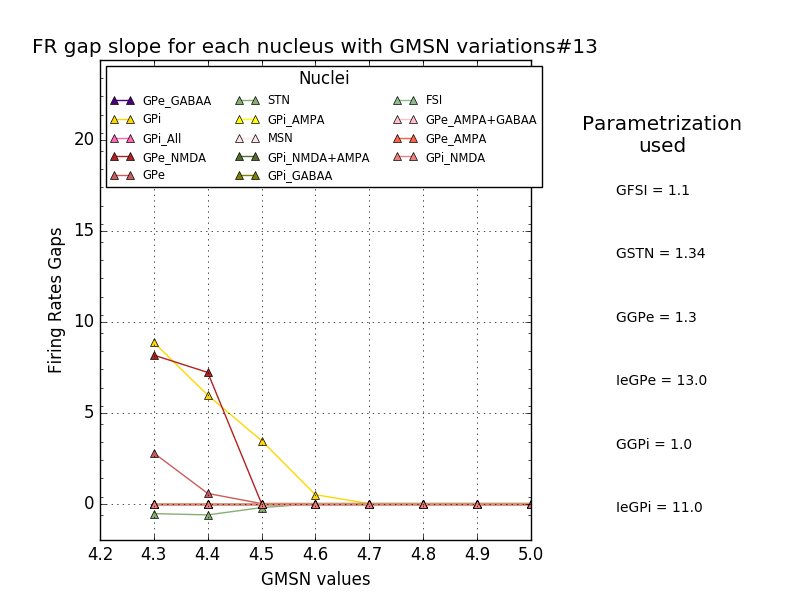 FR gap slope for each nucleus with GMSN variations#13
Nuclei
GPe_GABAA STN FSI
GPi GPi_AMPA GPe_AMPA+GABAA
GPi_All MSN GPe_AMPA
GPe_NMDA GPi_NMDA+AMPA GPi_NMDA
GPe GPi_GABAA
20
15
10
5
0
Firing Rates Gaps
4.2 4.3 4.4 4.5 4.6 4.7 4.8 4.9 5.0
GMSN values
Parametrization
used
GFSI = 1.1
GSTN = 1.34
GGPe = 1.3
IeGPe = 13.0
GGPi = 1.0
IeGPi = 11.0